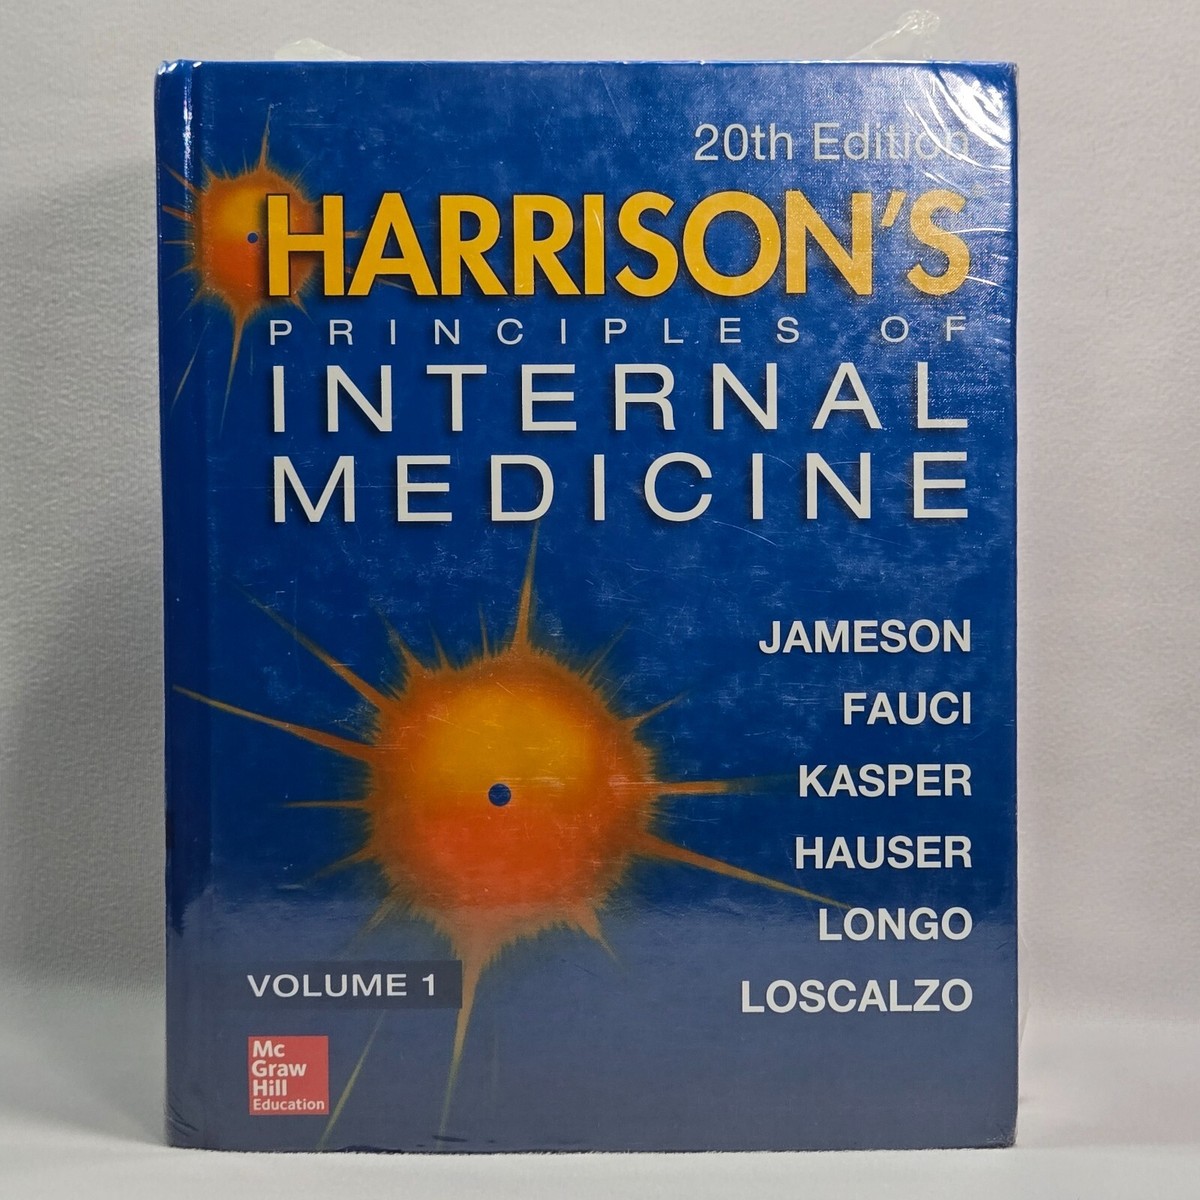 20th Edition
HARRISON'S
PRINCIPLES OF
INTERNAL
MEDICINE
JAMESON
FAUCI
KASPER
HAUSER
LONGO
LOSCALZO
VOLUME 1
Mc
Graw
Hill
Education